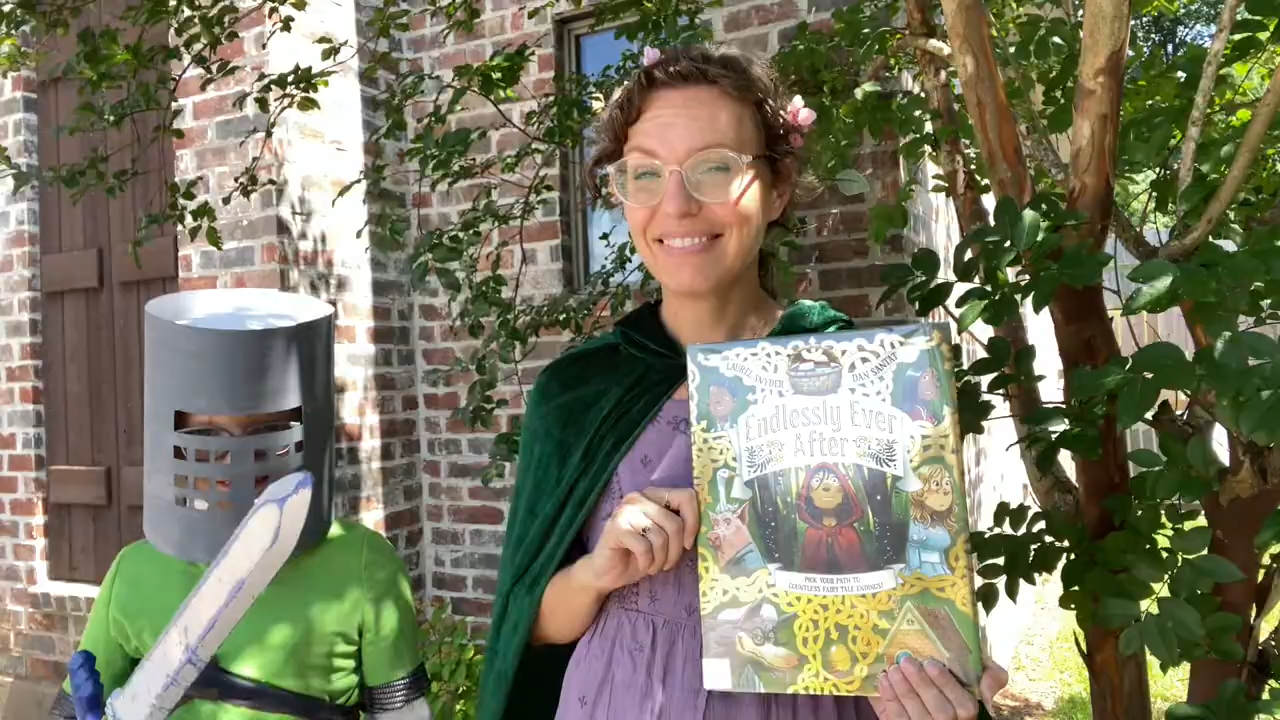 LAUREL SNYDER
DAN SANTAT
Endlessly Ever
After
PICK YOUR PATH TO
COUNTLESS FAIRY TALE ENDINGS!